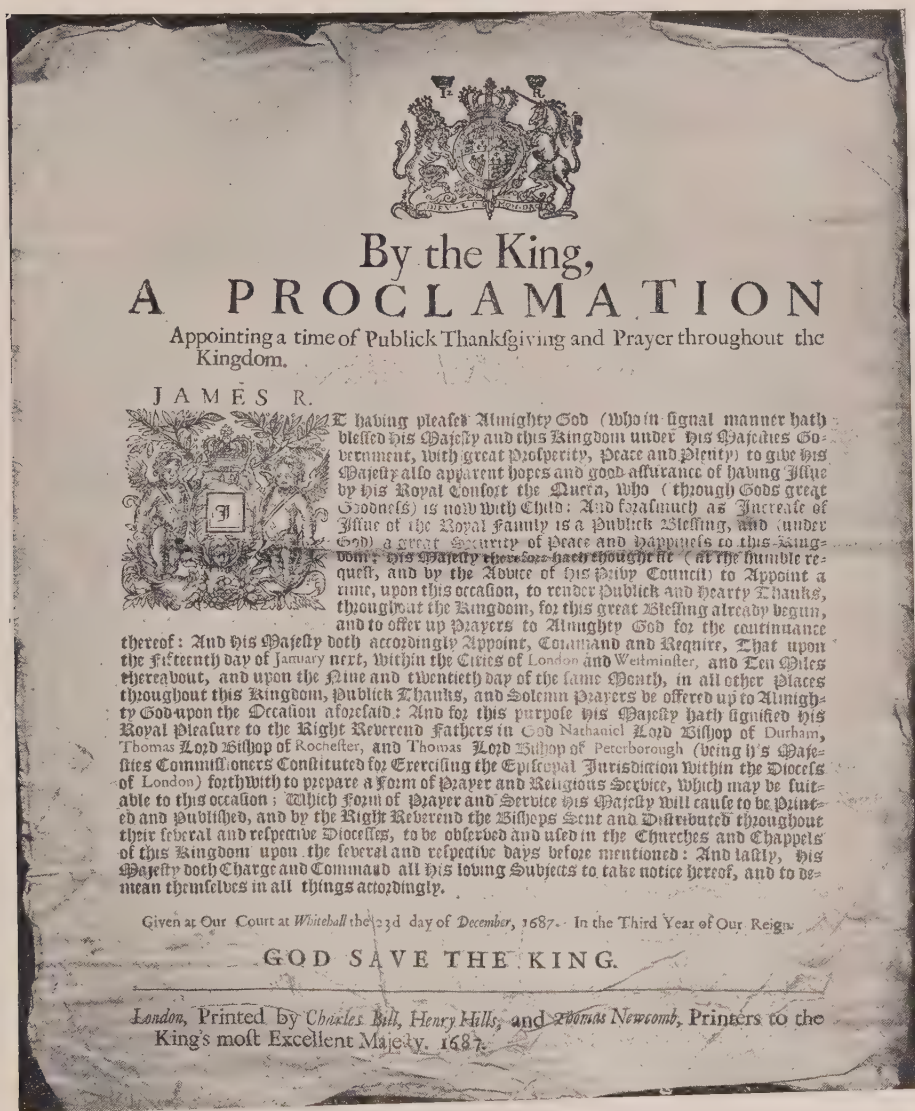 I2 R
DIEV·ET MON·DROIT
By the King,
A PROCLAMATION
Appointing a time of Publick Thankſgiving and Prayer throughout the
Kingdom.
JAMES R.
IT having pleaſed Almighty God (Who in ſignal manner hath
bleſſed His Majeſty and this Kingdom under His Majeſties Go-
vernment, with great Proſperity, Peace and Plenty) to give His
Majeſty alſo apparent hopes and good aſſurance of having Iſſue
by His Royal Conſort the Queen, who (through Gods great
Goodneſs) is now with Child: And foraſmuch as Increaſe of
Iſſue of the Royal Family is a Publick Bleſſing, and (under
God) a great Security of Peace and Happineſs to this King-
dom; His Majeſty therefore hath thought fit (at the humble re-
queſt, and by the Advice of His Privy Council) to Appoint a
time, upon this occaſion, to render Publick and Hearty Thanks,
throughout the Kingdom, for this great Bleſſing already begun,
and to offer up Prayers to Almighty God for the continuance
thereof: And His Majeſty doth accordingly Appoint, Command and Require, That upon
the Fifteenth day of January next, within the Cities of London and Weſtminſter, and Ten Miles
thereabout, and upon the Nine and twentieth day of the ſame Month, in all other Places
throughout this Kingdom, Publick Thanks, and Solemn Prayers be offered up to Almigh-
ty God upon the Occaſion aforeſaid: And for this purpoſe His Majeſty hath ſignified His
Royal Pleaſure to the Right Reverend Fathers in God Nathaniel Lord Biſhop of Durham,
Thomas Lord Biſhop of Rocheſter, and Thomas Lord Biſhop of Peterborough (being His Maje-
ſties Commiſſioners Conſtituted for Exerciſing the Epiſcopal Juriſdiction within the Dioceſs
of London) forthwith to prepare a Form of Prayer and Religious Service, which may be ſuit-
able to this occaſion; Which Form of Prayer and Service His Majeſty will cauſe to be Print-
ed and Publiſhed, and by the Right Reverend the Biſhops Sent and Diſtributed throughout
their ſeveral and reſpective Dioceſſes, to be obſerved and uſed in the Churches and Chappels
of this Kingdom upon the ſeveral and reſpective days before mentioned: And laſtly, His
Majeſty doth Charge and Command all His loving Subjects to take notice hereof, and to de-
mean themſelves in all things accordingly.
Given at Our Court at Whitehall the 23d day of December, 1687. In the Third Year of Our Reign.
GOD SAVE THE KING.
London, Printed by Charles Bill, Henry Hills, and Thomas Newcomb, Printers to the
King's moſt Excellent Majeſty. 1687.